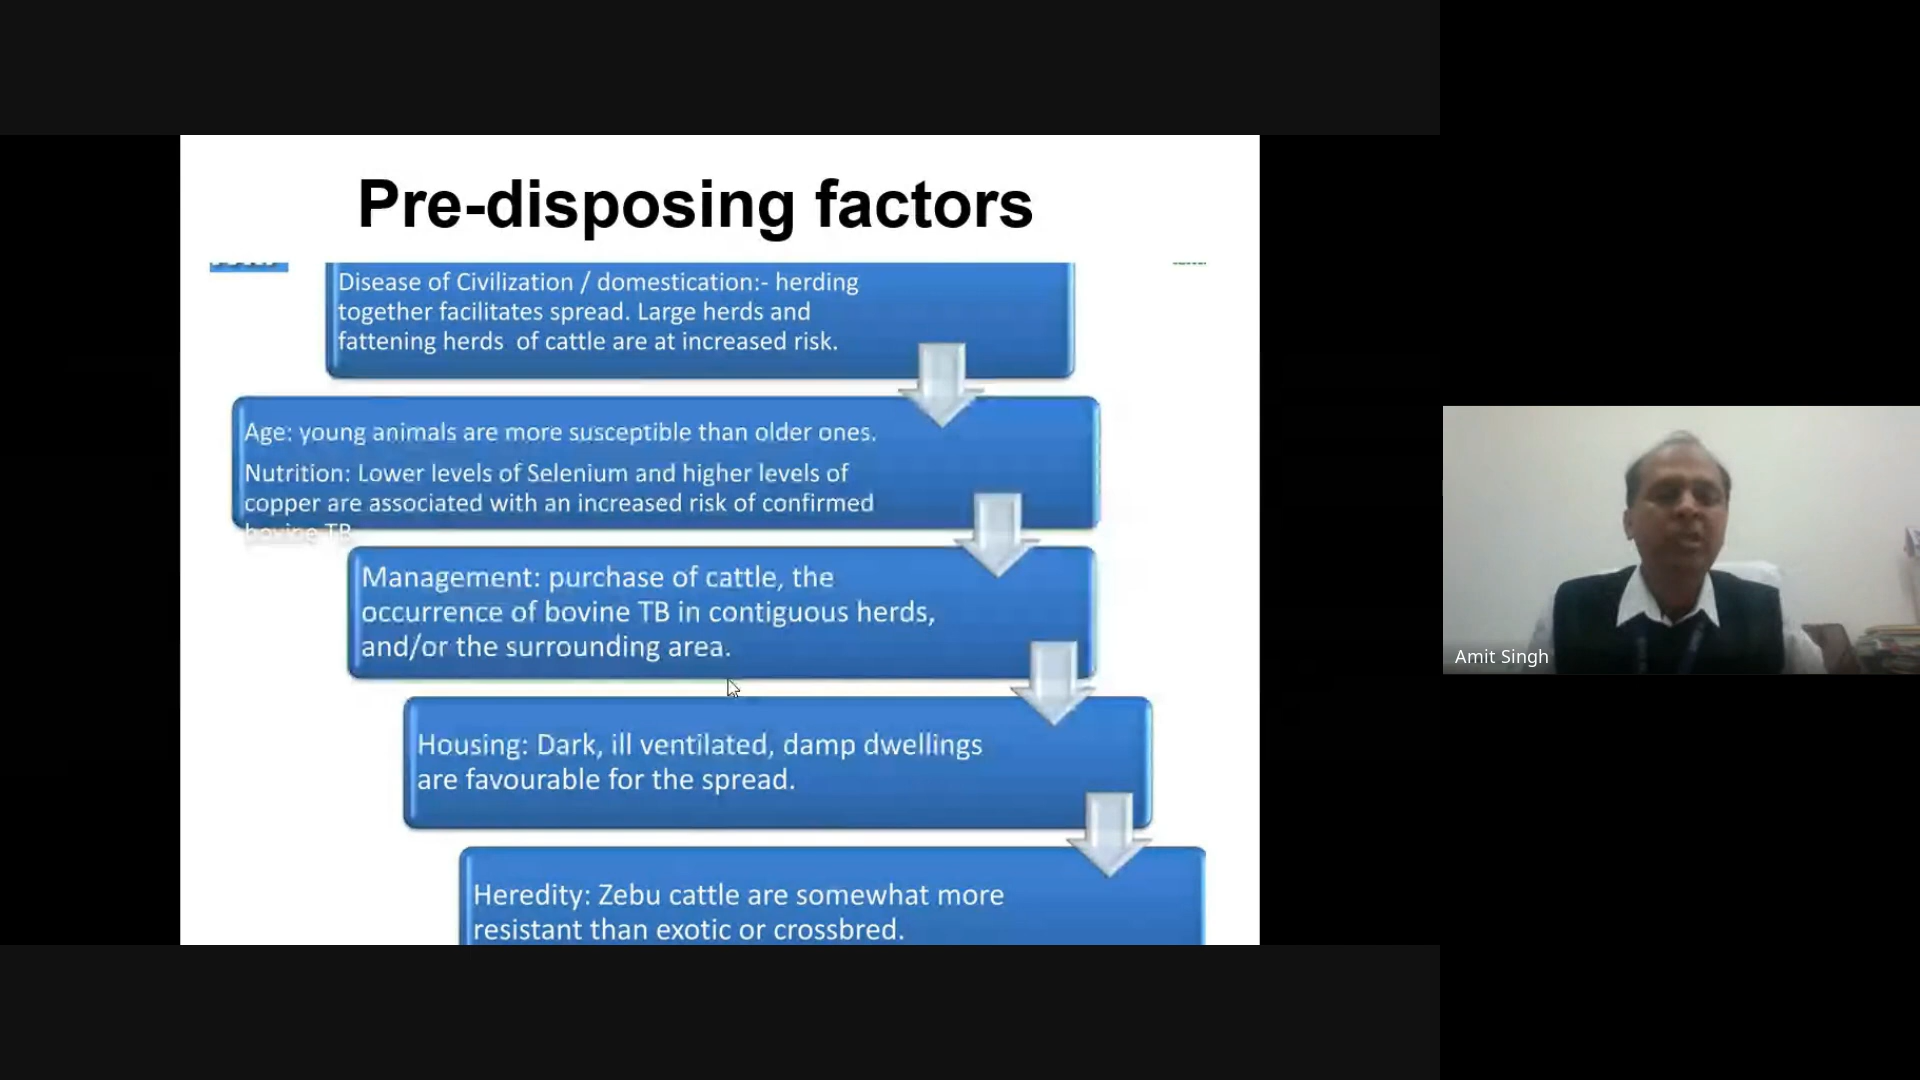 Pre-disposing factors
Disease of Civilization / domestication:- herding
together facilitates spread. Large herds and
fattening herds of cattle are at increased risk.
Age: young animals are more susceptible than older ones.
Nutrition: Lower levels of Selenium and higher levels of
copper are associated with an increased risk of confirmed
bovine TB
Management: purchase of cattle, the
occurrence of bovine TB in contiguous herds,
and/or the surrounding area.
Housing: Dark, ill ventilated, damp dwellings
are favourable for the spread.
Heredity: Zebu cattle are somewhat more
resistant than exotic or crossbred.
Amit Singh